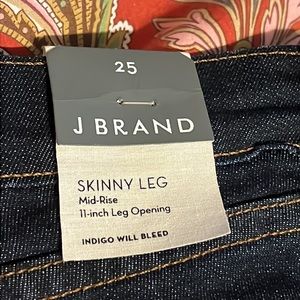 25
J BRAND
SKINNY LEG
Mid-Rise
11-inch Leg Opening
INDIGO WILL BLEED